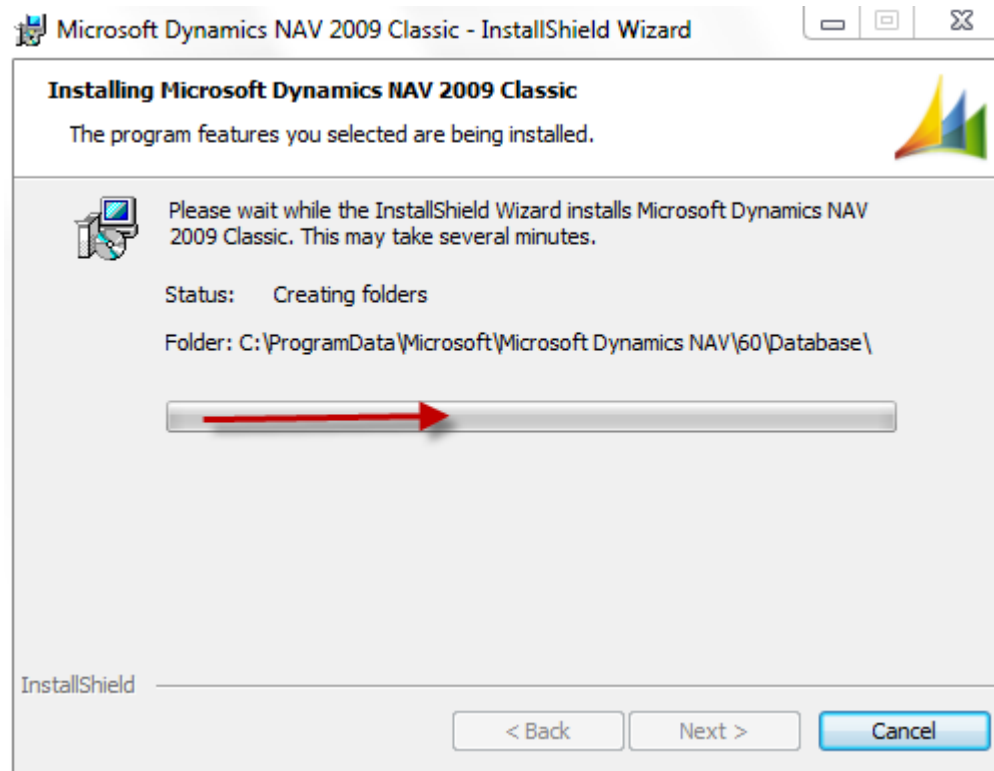 Microsoft Dynamics NAV 2009 Classic - InstallShield Wizard
Installing Microsoft Dynamics NAV 2009 Classic
The program features you selected are being installed.
Please wait while the InstallShield Wizard installs Microsoft Dynamics NAV
2009 Classic. This may take several minutes.
Status: Creating folders
Folder: C:\ProgramData\Microsoft\Microsoft Dynamics NAV\60\Database\
InstallShield
< Back Next > Cancel